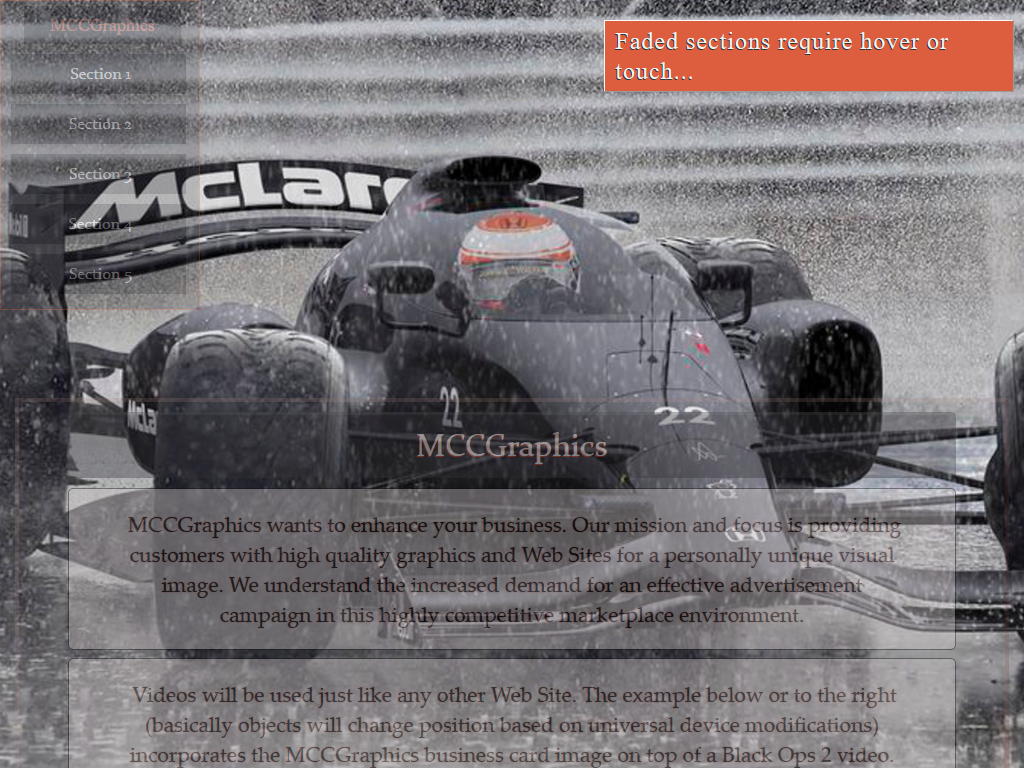 MCCGraphics
Section 1
Section 2
Section 3
Section 4
Section 5
Faded sections require hover or
touch...
McLare
22
22
McLa
MCCGraphics
MCCGraphics wants to enhance your business. Our mission and focus is providing
customers with high quality graphics and Web Sites for a personally unique visual
image. We understand the increased demand for an effective advertisement
campaign in this highly competitive marketplace environment.
Videos will be used just like any other Web Site. The example below or to the right
(basically objects will change position based on universal device modifications)
incorporates the MCCGraphics business card image on top of a Black Ops 2 video.